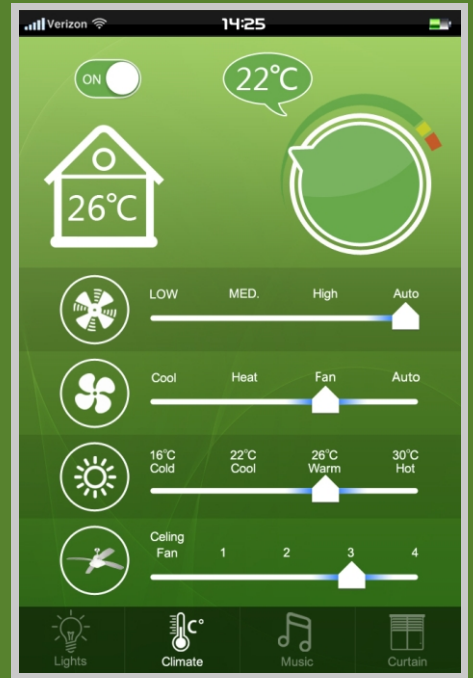 Verizon 14:25
ON
22°C
26°C
LOW MED. High Auto
Cool Heat Fan Auto
16°C 22°C 26°C 30°C
Cold Cool Warm Hot
Celing
Fan 1 2 3 4
C°
Lights Climate Music Curtain